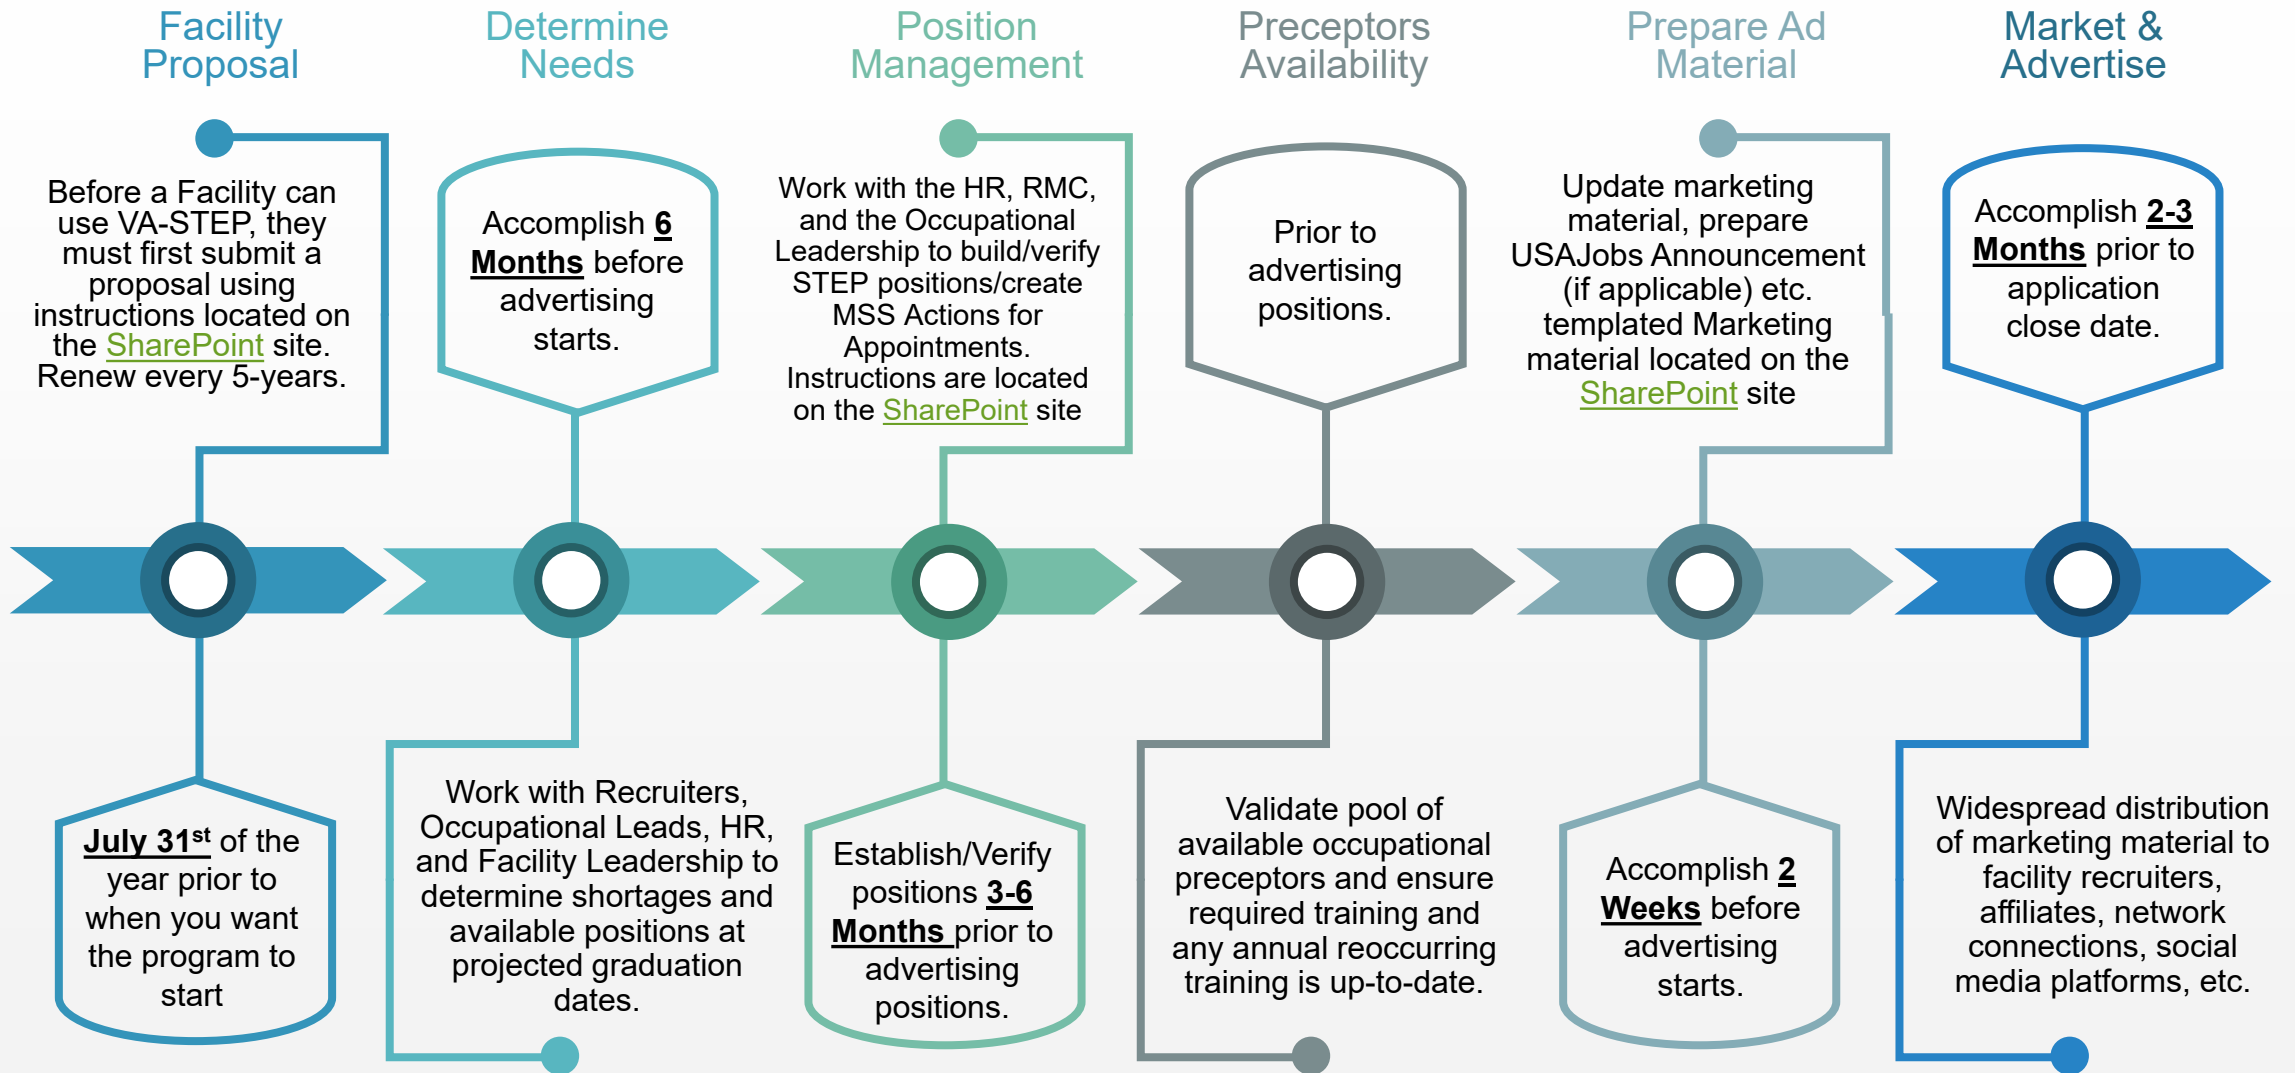 Facility
Proposal
Determine
Needs
Position
Management
Preceptors
Availability
Prepare Ad
Material
Market &
Advertise
Before a Facility can
use VA-STEP, they
must first submit a
proposal using
instructions located on
the SharePoint site.
Renew every 5-years.
Accomplish 6
Months before
advertising
starts.
Work with the HR, RMC,
and the Occupational
Leadership to build/verify
STEP positions/create
MSS Actions for
Appointments.
Instructions are located
on the SharePoint site
Prior to
advertising
positions.
Update marketing
material, prepare
USAJobs Announcement
(if applicable) etc.
templated Marketing
material located on the
SharePoint site
Accomplish 2-3
Months prior to
application
close date.
July 31st of the
year prior to
when you want
the program to
start
Work with Recruiters,
Occupational Leads, HR,
and Facility Leadership to
determine shortages and
available positions at
projected graduation
dates.
Establish/Verify
positions 3-6
Months prior to
advertising
positions.
Validate pool of
available occupational
preceptors and ensure
required training and
any annual reoccurring
training is up-to-date.
Accomplish 2
Weeks before
advertising
starts.
Widespread distribution
of marketing material to
facility recruiters,
affiliates, network
connections, social
media platforms, etc.